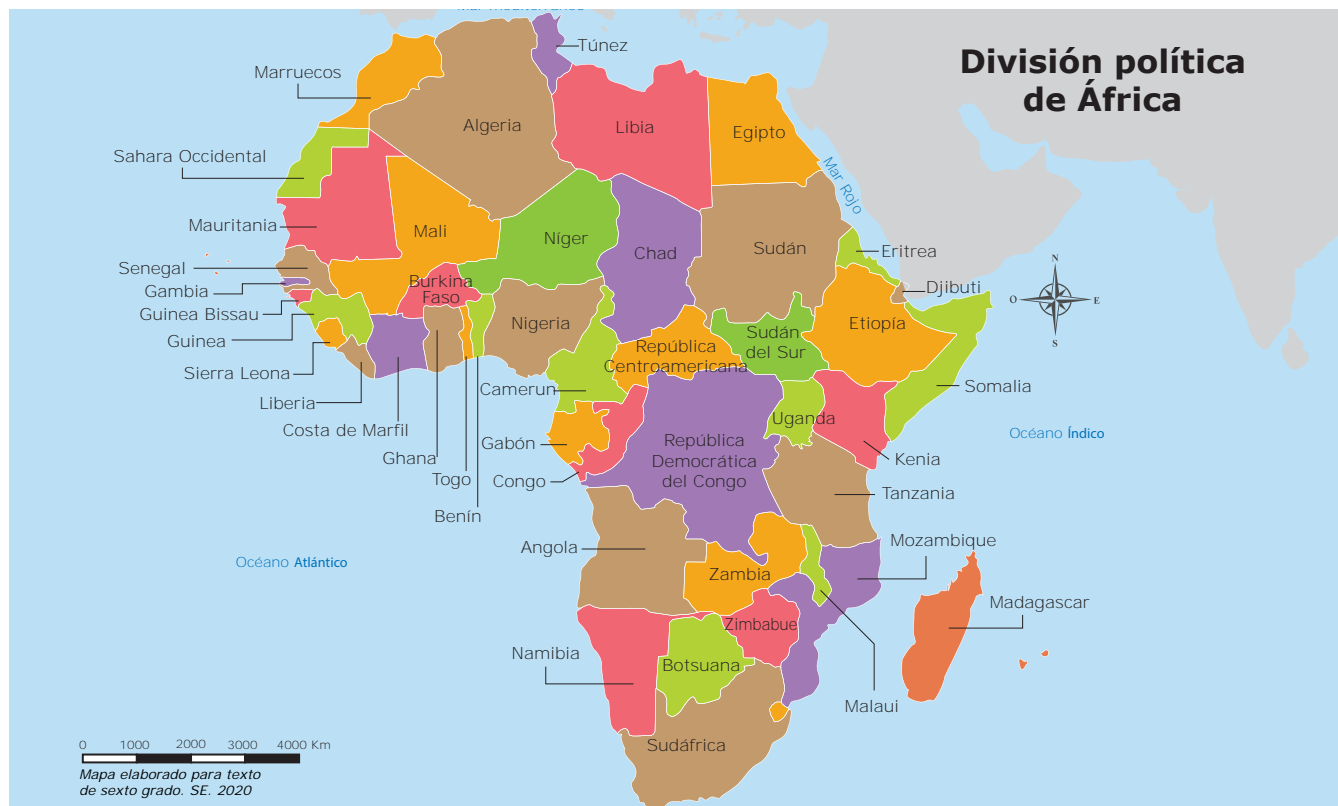 División política
de África
Túnez
Marruecos
Algeria
Libia
Egipto
Sahara Occidental
Mar Rojo
Mauritania
Mali
Níger
Chad
Sudán
Eritrea
Senegal
Gambia
Burkina
Faso
Djibuti
Guinea Bissau
Guinea
Nigeria
Etiopía
Sudán
del Sur
República
Centroamericana
Sierra Leona
Liberia
Camerun
Somalia
Costa de Marfil
Uganda
Ghana
Gabón
República
Democrática
del Congo
Kenia
Togo
Congo
Tanzania
Benín
Océano Índico
Angola
Mozambique
Océano Atlántico
Zambia
Madagascar
Zimbabue
Namibia
Botsuana
Malaui
Sudáfrica
N
O
E
S
0 1000 2000 3000 4000 Km
Mapa elaborado para texto
de sexto grado. SE. 2020